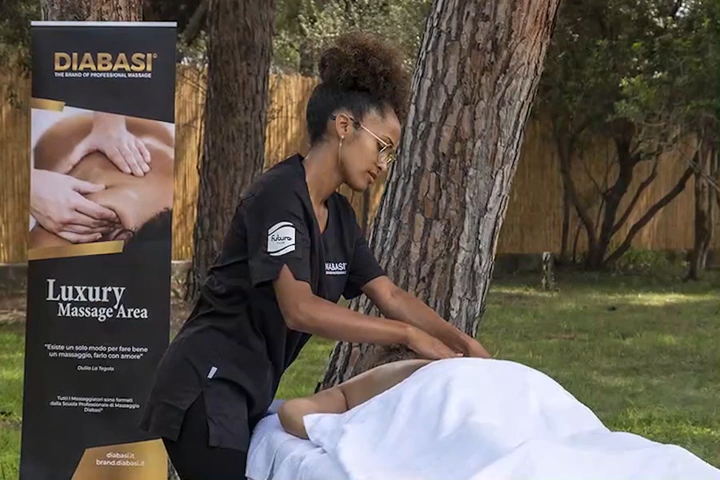 DIABASI®
THE BRAND OF PROFESSIONAL MASSAGE
Luxury
Massage Area
"Esiste un solo modo per fare bene
un massaggio, farlo con amore"
Duilio La Tegola
Tutti i Massaggiatori sono formati
dalla Scuola Professionale di Massaggio
Diabasi®
diabasi.it
brand.diabasi.it
futura
DIABASI®